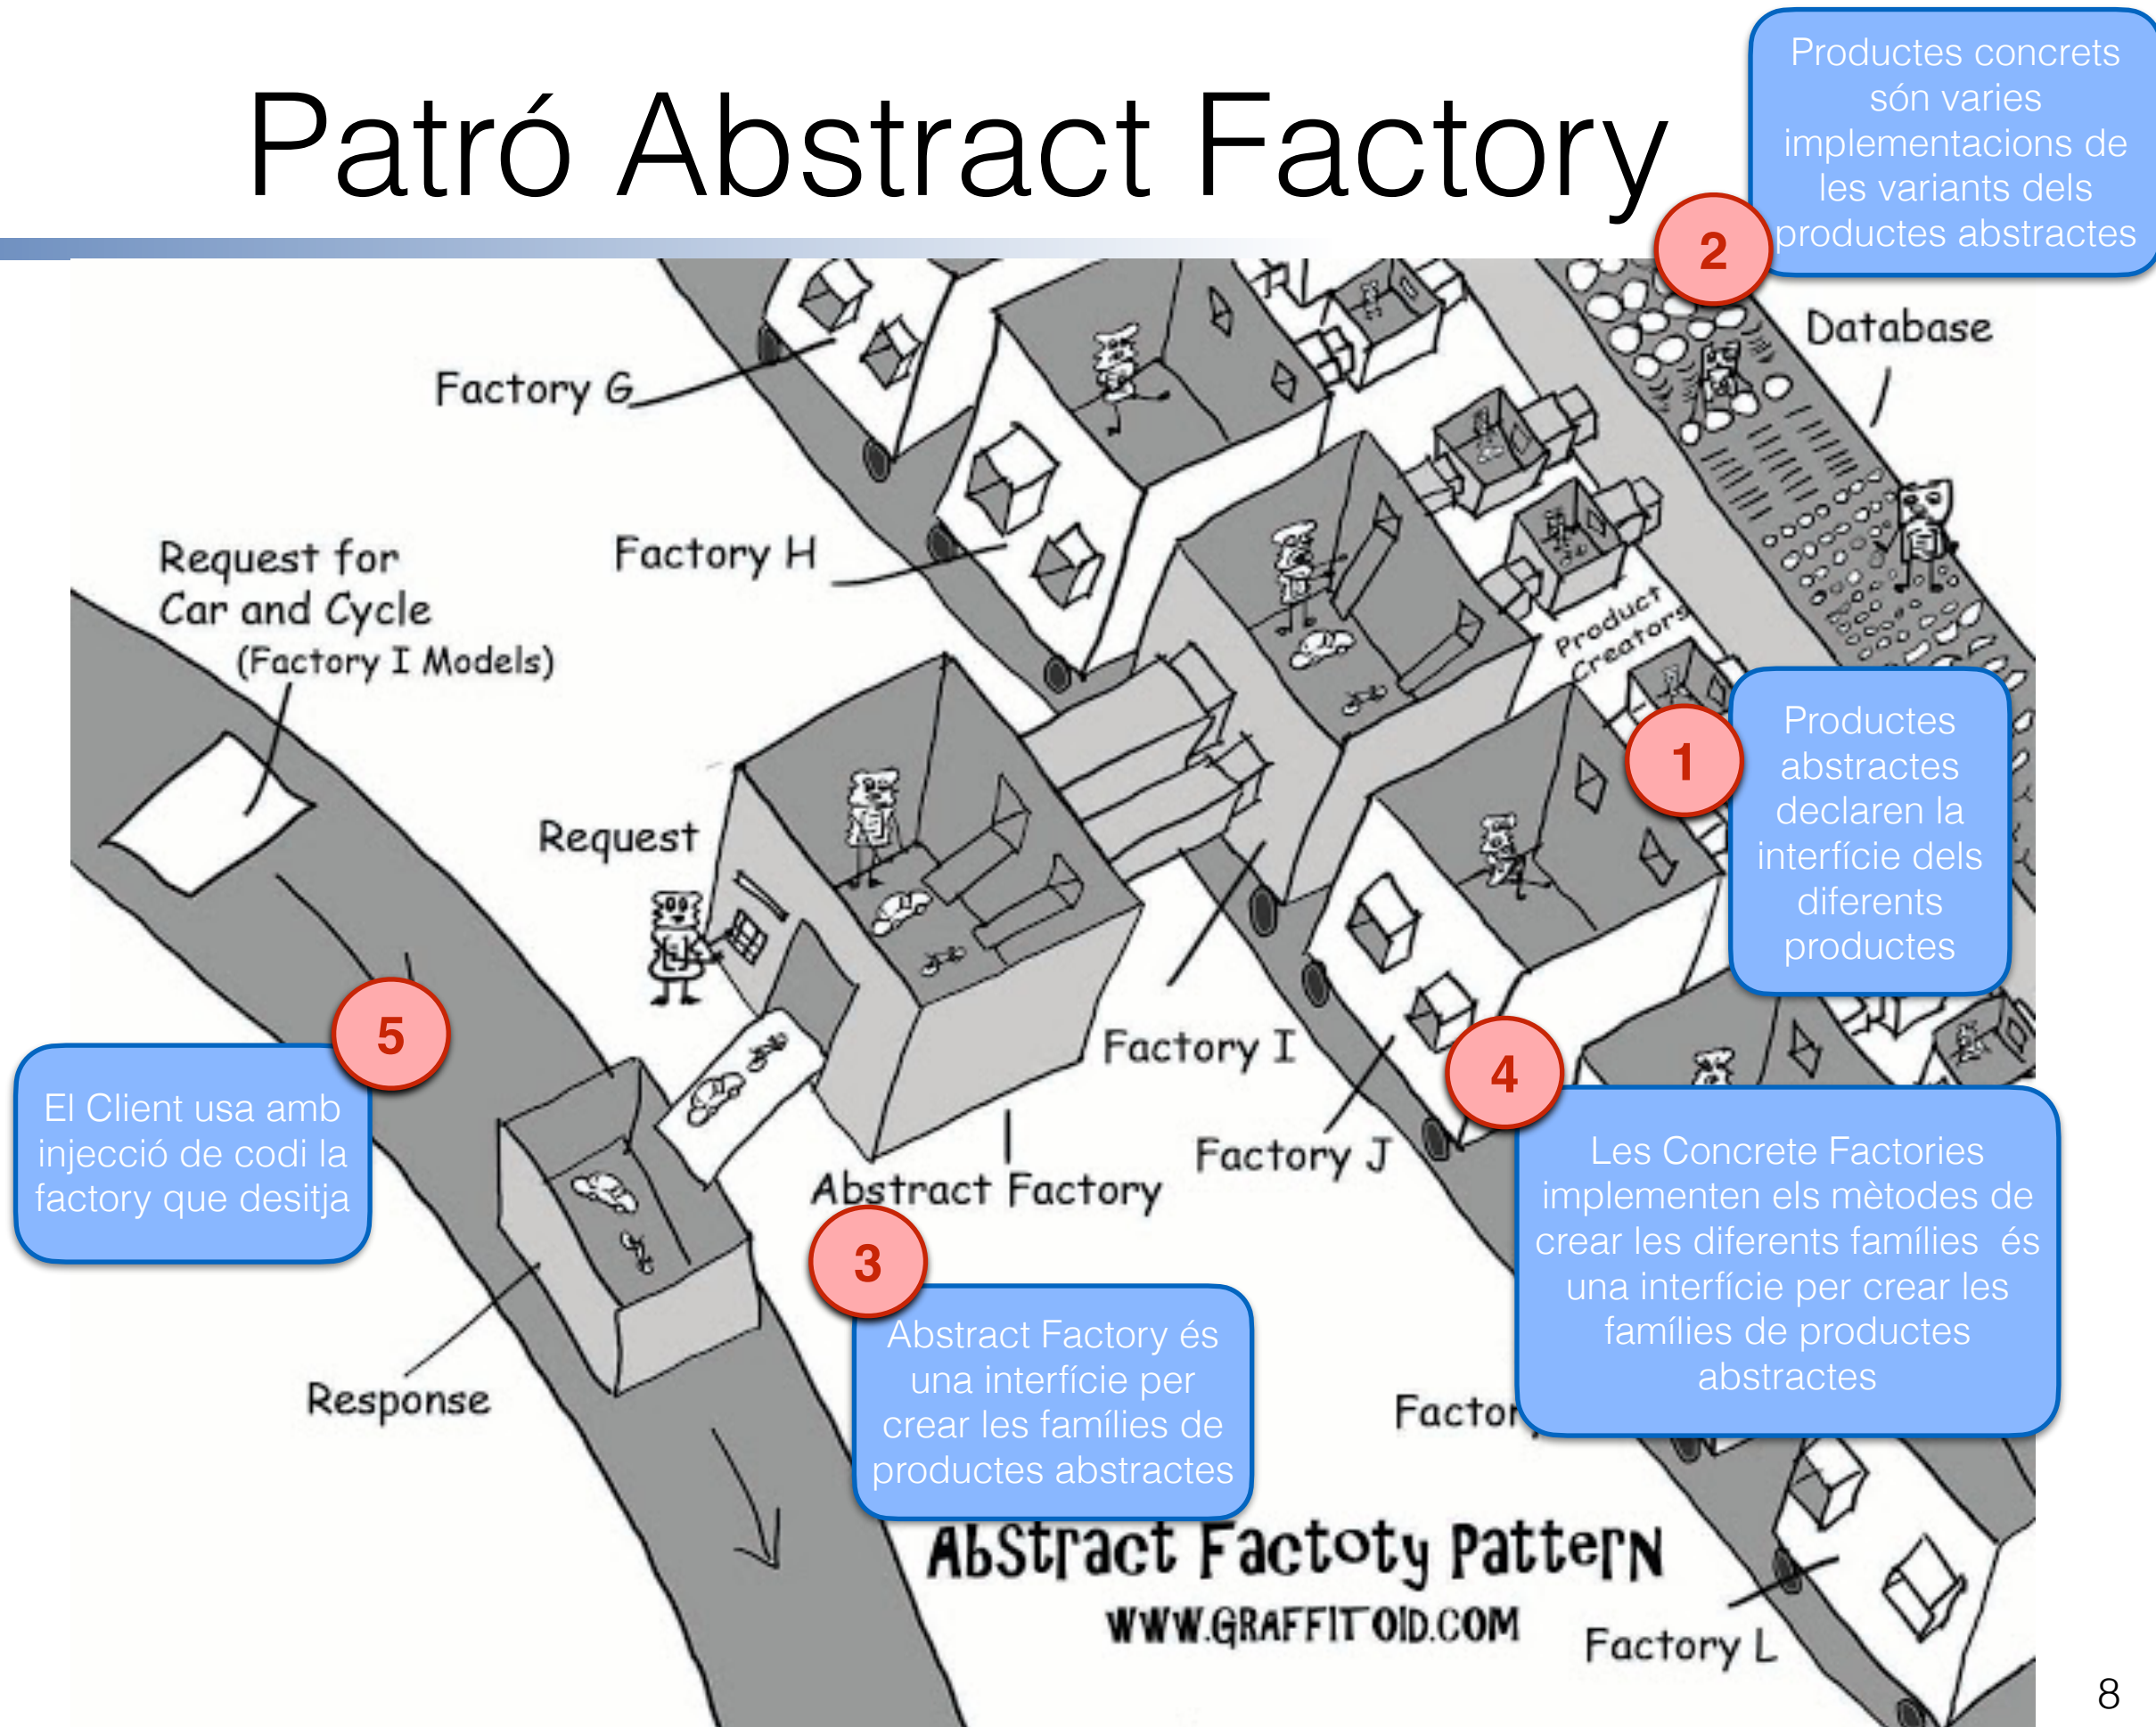 Patró Abstract Factory
Productes concrets
són varies
implementacions de
les variants dels
productes abstractes
2
Database
Factory G
Factory H
Request for
Car and Cycle
(Factory I Models)
Product
Creators
1
Productes
abstractes
declaren la
interfície dels
diferents
productes
Request
5
El Client usa amb
injecció de codi la
factory que desitja
Factory I
4
Les Concrete Factories
implementen els mètodes de
crear les diferents famílies és
una interfície per crear les
famílies de productes
abstractes
Factory J
Abstract Factory
3
Abstract Factory és
una interfície per
crear les famílies de
productes abstractes
Response
Abstract Factoty Pattern
WWW.GRAFFITOID.COM
Factory L
8